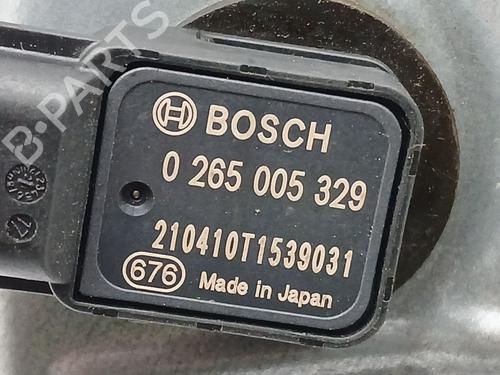 BOSCH
0 265 005 329
210410T1539031
676 Made in Japan
B-PARTS